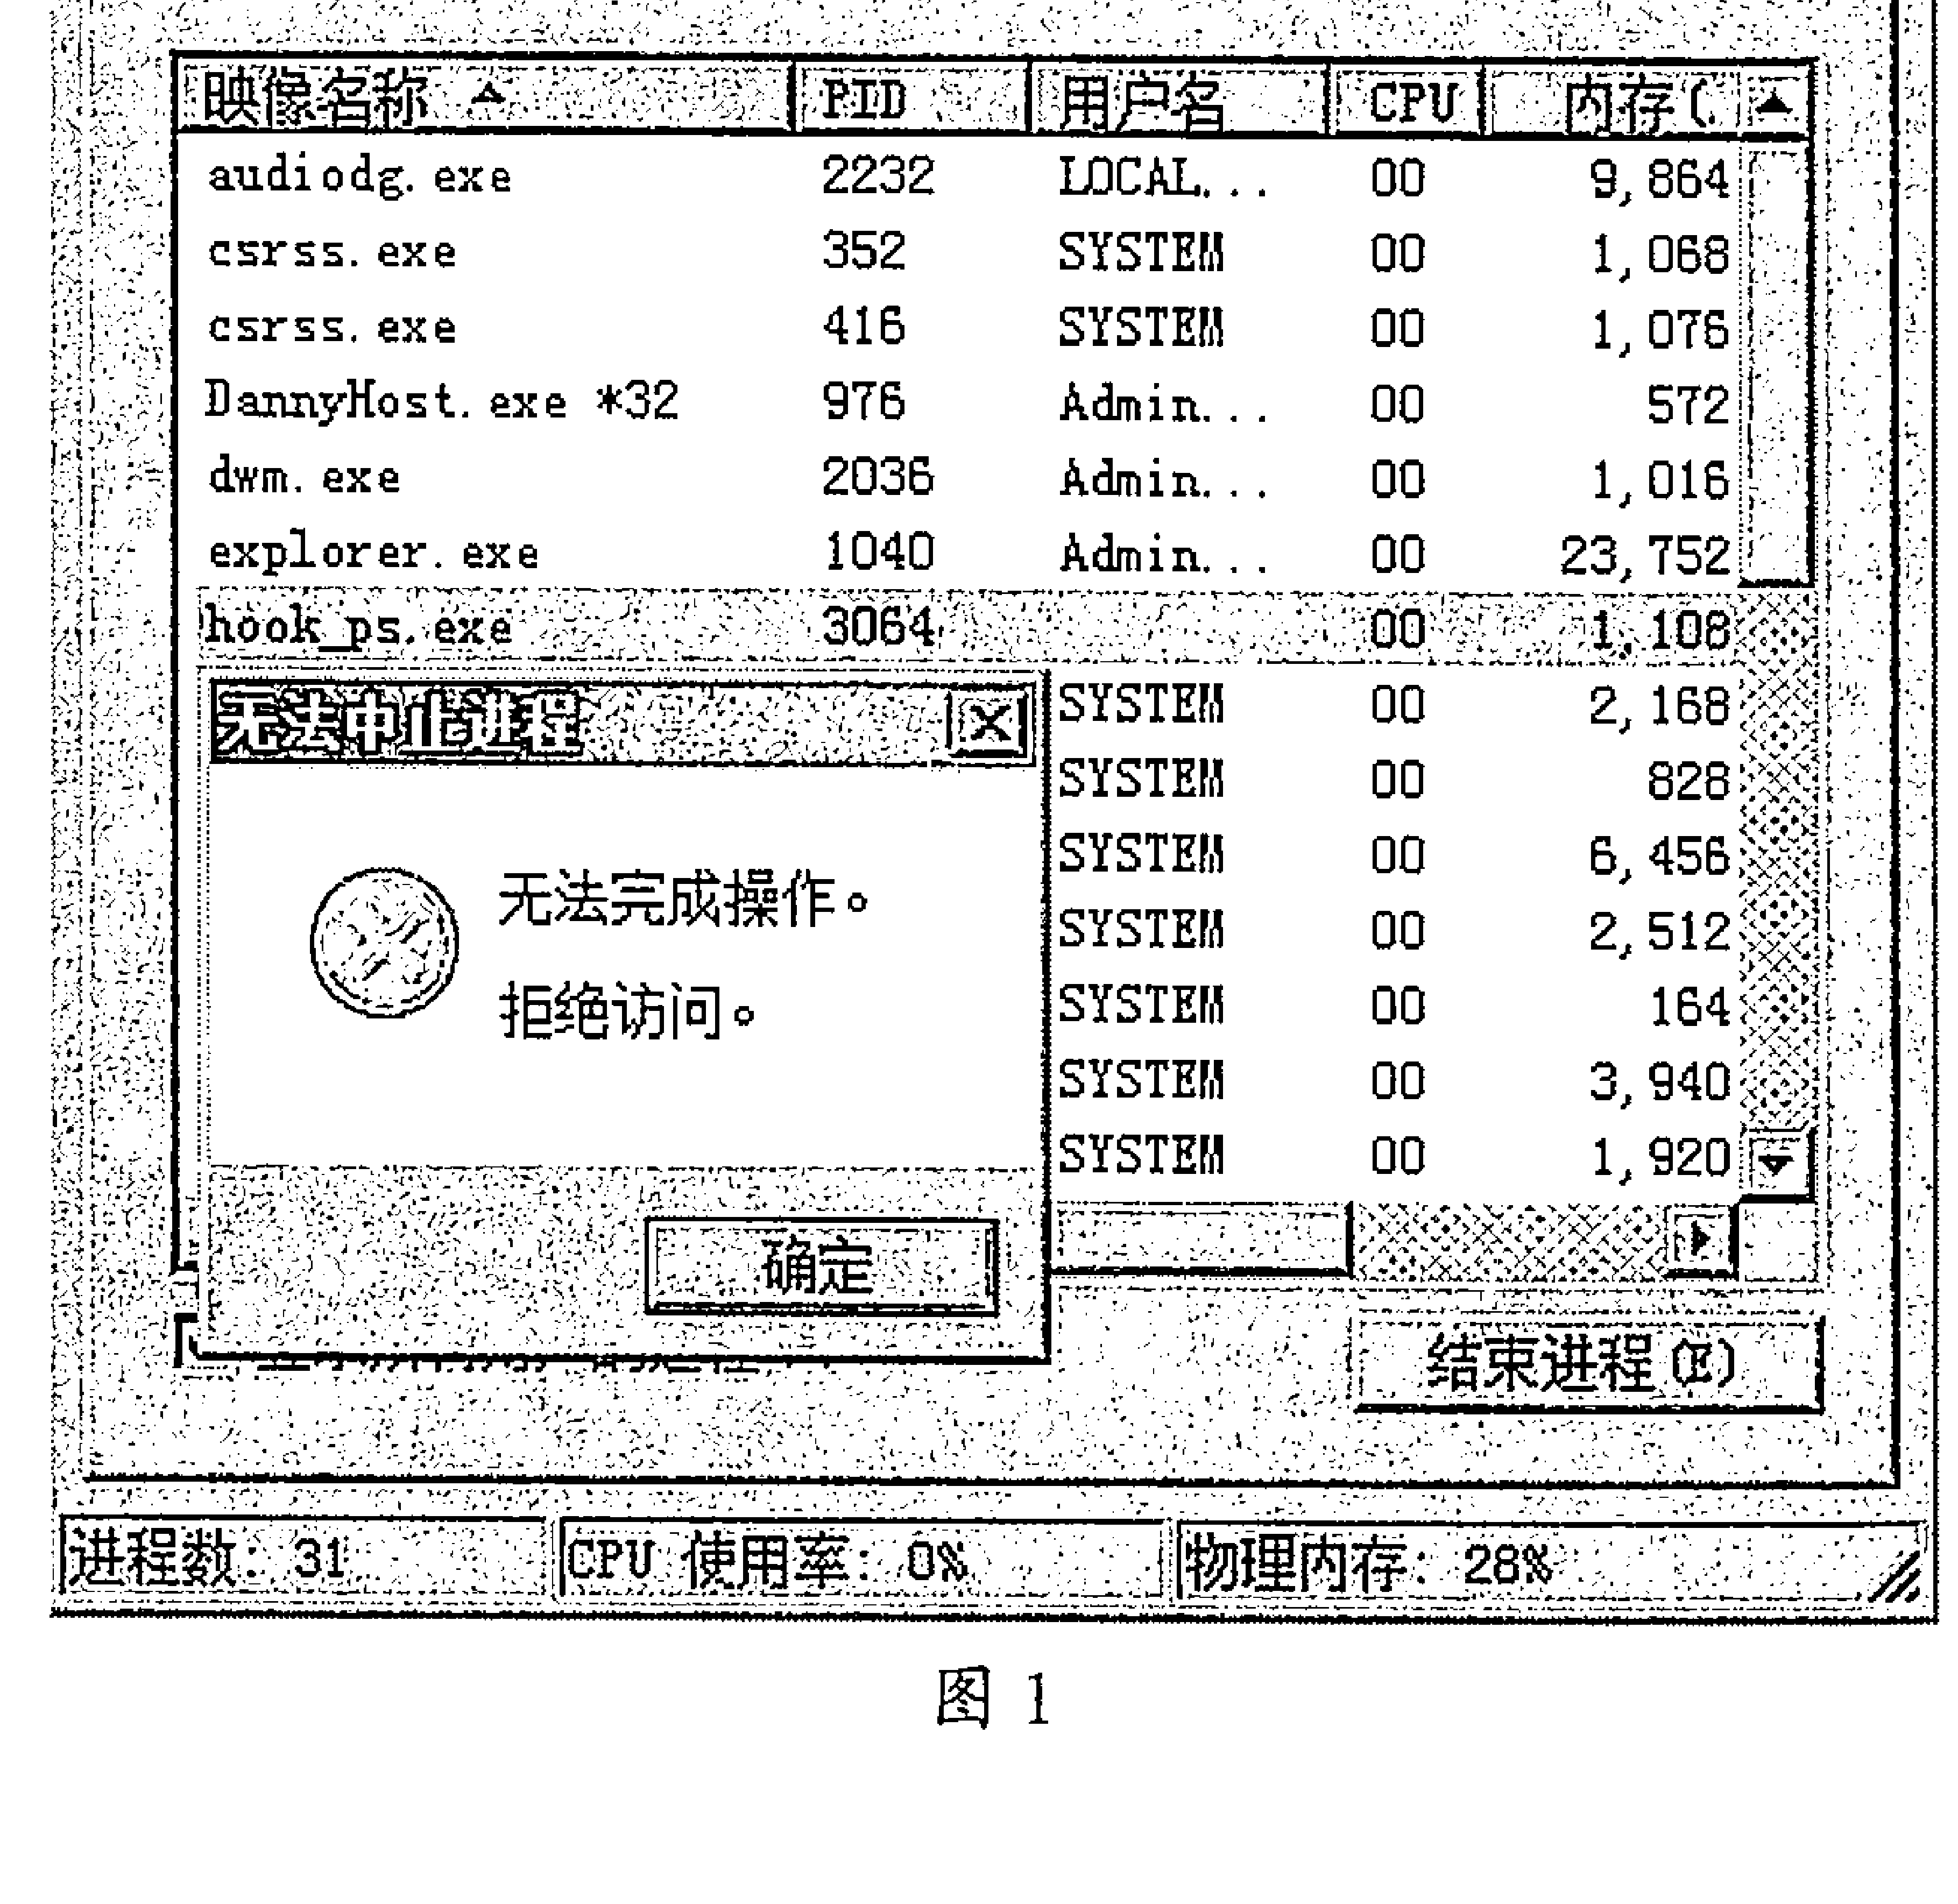 映像名称 PID 用户名 CPU 内存(
audiodg.exe 2232 LOCAL... 00 9,864
csrss.exe 352 SYSTEM 00 1,068
csrss.exe 416 SYSTEM 00 1,076
DannyHost.exe *32 976 Admin... 00 572
dwm.exe 2036 Admin... 00 1,016
explorer.exe 1040 Admin... 00 23,752
hook_ps.exe 3064 00 1,108
SYSTEM 00 2,168
SYSTEM 00 828
SYSTEM 00 6,456
SYSTEM 00 2,512
SYSTEM 00 164
SYSTEM 00 3,940
SYSTEM 00 1,920
无法中止进程
无法完成操作。
拒绝访问。
确定
结束进程(E)
进程数: 31 CPU 使用率: 0% 物理内存: 28%
图 1